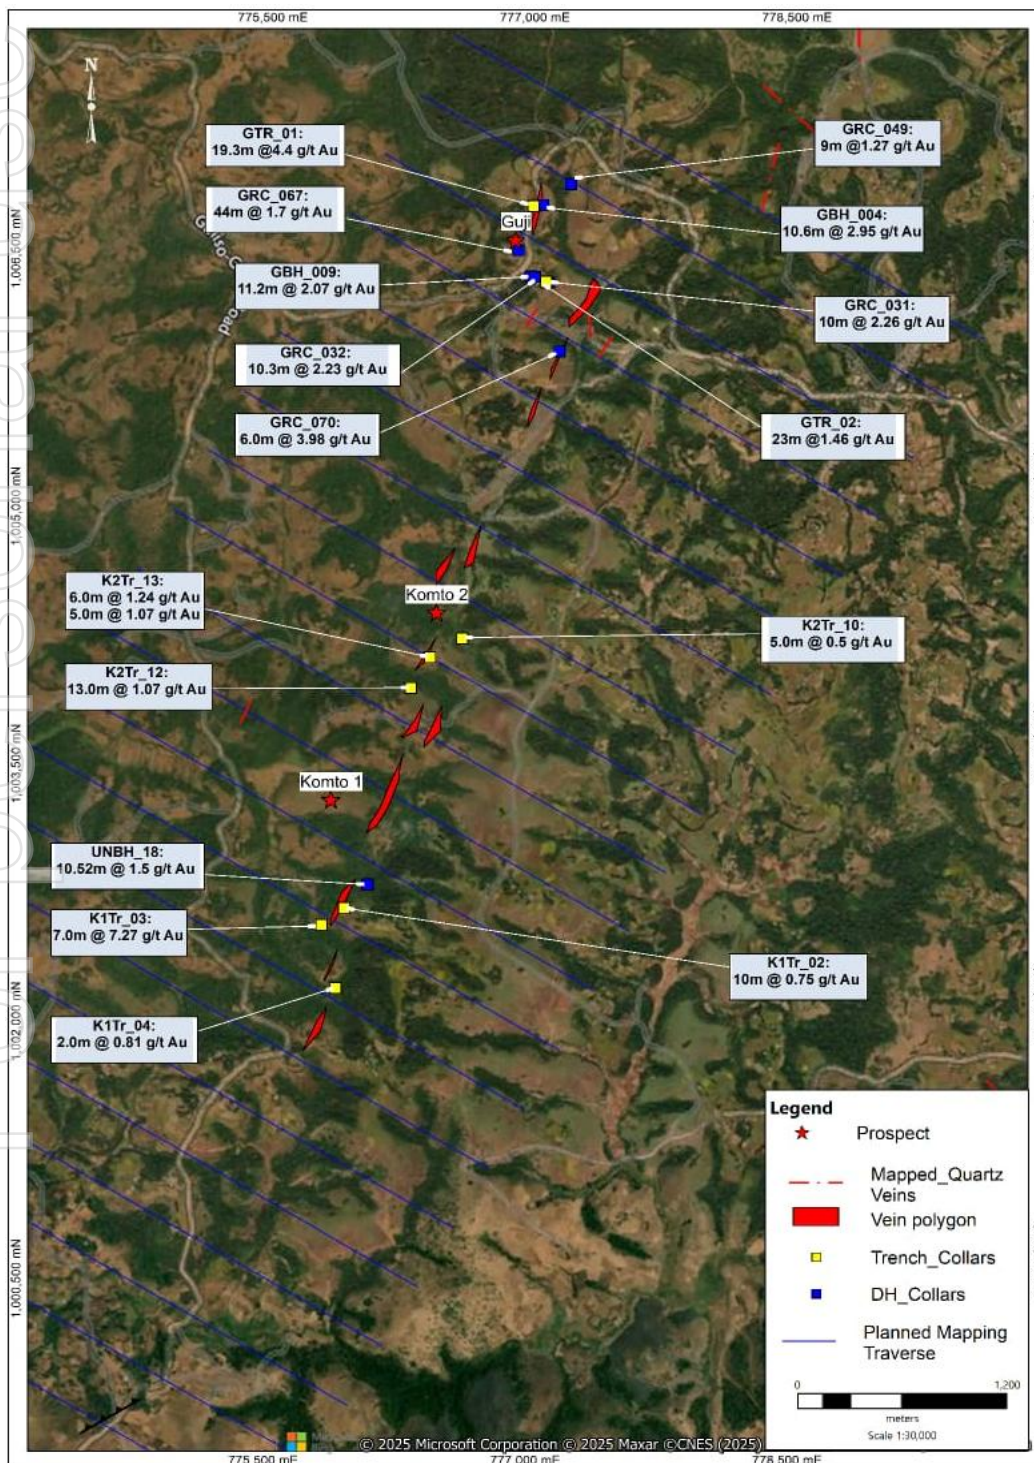 775,500 mE
777,000 mE
778,500 mE
N
GTR_01:
19.3m @4.4 g/t Au
GRC_049:
9m @1.27 g/t Au
GRC_067:
44m @ 1.7 g/t Au
GBH_004:
10.6m @ 2.95 g/t Au
Guji
GBH_009:
11.2m @ 2.07 g/t Au
GRC_031:
10m @ 2.26 g/t Au
GRC_032:
10.3m @ 2.23 g/t Au
GRC_070:
6.0m @ 3.98 g/t Au
GTR_02:
23m @1.46 g/t Au
1,006,500 mN
1,005,000 mN
K2Tr_13:
6.0m @ 1.24 g/t Au
5.0m @ 1.07 g/t Au
Komto 2
K2Tr_10:
5.0m @ 0.5 g/t Au
K2Tr_12:
13.0m @ 1.07 g/t Au
1,003,500 mN
Komto 1
UNBH_18:
10.52m @ 1.5 g/t Au
K1Tr_03:
7.0m @ 7.27 g/t Au
K1Tr_02:
10m @ 0.75 g/t Au
1,002,000 mN
K1Tr_04:
2.0m @ 0.81 g/t Au
1,000,500 mN
Legend
Prospect
Mapped_Quartz
Veins
Vein polygon
Trench_Collars
DH_Collars
Planned Mapping
Traverse
0
1,200
meters
Scale 1:30,000
© 2025 Microsoft Corporation © 2025 Maxar ©CNES (2025)
775,500 mE
777,000 mE
778,500 mE